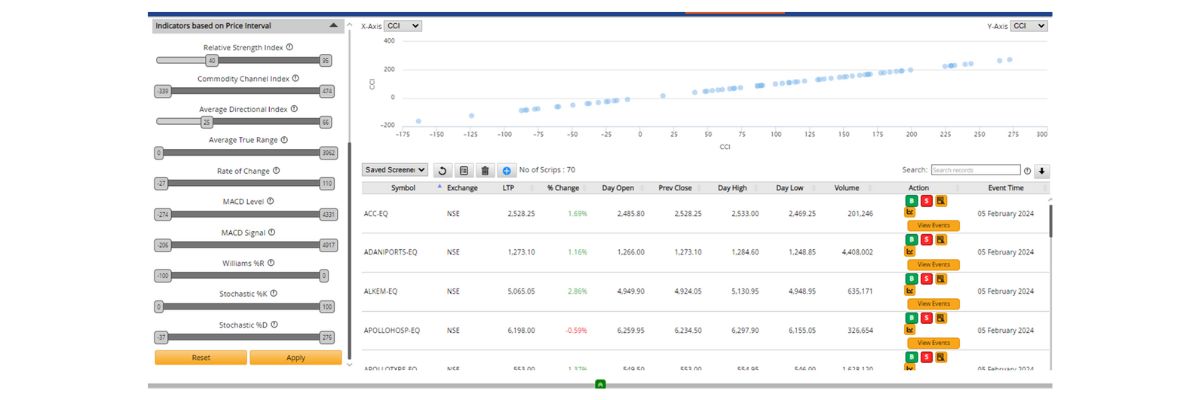 Indicators based on Price Interval
Relative Strength Index
40 95
Commodity Channel Index
-339 474
Average Directional Index
25 66
Average True Range
0 3962
Rate of Change
-27 110
MACD Level
-274 4331
MACD Signal
-206 4917
Williams %R
-100 0
Stochastic %K
0 100
Stochastic %D
-37 276
Reset Apply
X-Axis CCI Y-Axis CCI
400
200
0
-200
CCI
-175 -150 -125 -100 -75 -50 -25 0 25 50 75 100 125 150 175 200 225 250 275 300
CCI
Saved Screene No of Scrips : 70 Search: Search records
Symbol Exchange LTP % Change Day Open Prev Close Day High Day Low Volume Action Event Time
ACC-EQ NSE 2,528.25 1.69% 2,485.80 2,528.25 2,533.00 2,469.25 201,246 B S View Events 05 February 2024
ADANIPORTS-EQ NSE 1,273.10 1.16% 1,266.00 1,273.10 1,284.60 1,248.85 4,408,002 B S View Events 05 February 2024
ALKEM-EQ NSE 5,065.05 2.86% 4,949.90 4,924.05 5,130.95 4,948.95 635,171 B S View Events 05 February 2024
APOLLOHOSP-EQ NSE 6,198.00 -0.59% 6,259.95 6,234.50 6,297.90 6,155.05 326,654 B S View Events 05 February 2024
APOLLOTYRE-EQ NSE 553.00 1.37% 549.50 553.00 554.95 546.00 1,628,130 B S 05 February 2024